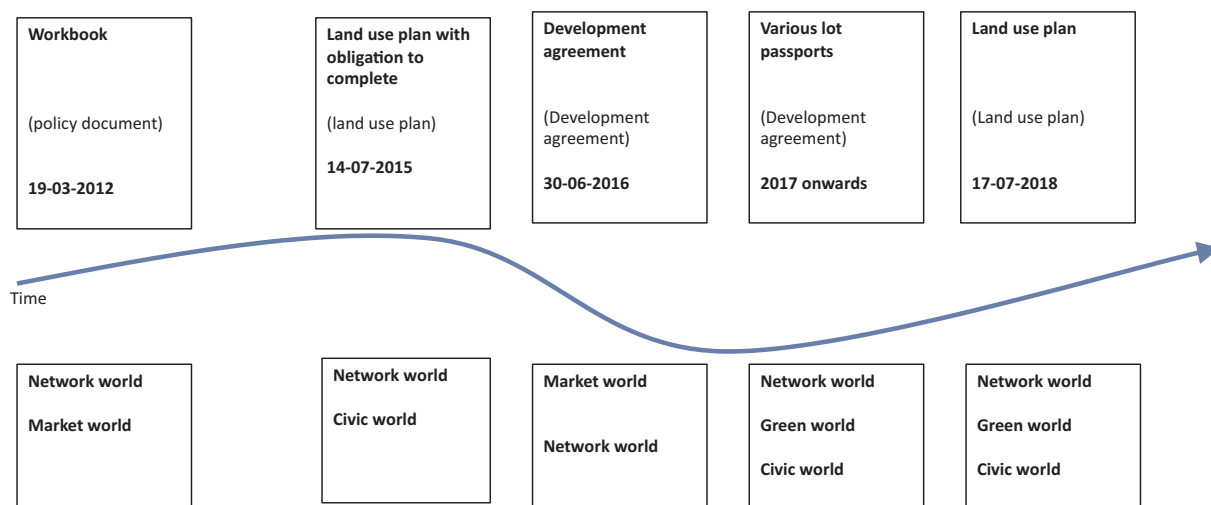 Workbook
(policy document)
19-03-2012
Land use plan with
obligation to
complete
(land use plan)
14-07-2015
Development
agreement
(Development
agreement)
30-06-2016
Various lot
passports
(Development
agreement)
2017 onwards
Land use plan
(Land use plan)
17-07-2018
Time
Network world
Market world
Network world
Civic world
Market world
Network world
Network world
Green world
Civic world
Network world
Green world
Civic world